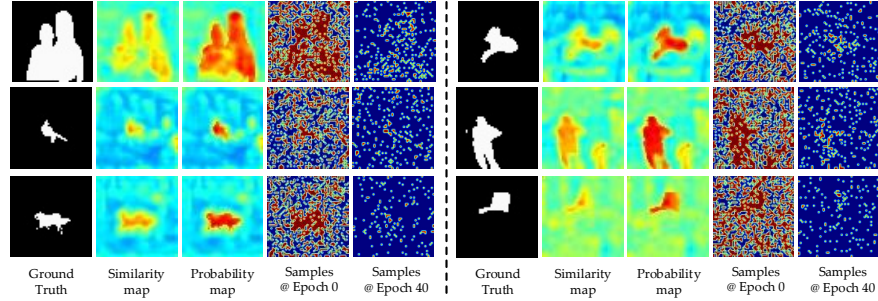 Ground Similarity Probability Samples Samples Ground Similarity Probability Samples Samples
Truth map map @ Epoch 0 @ Epoch 40 Truth map map @ Epoch 0 @ Epoch 40